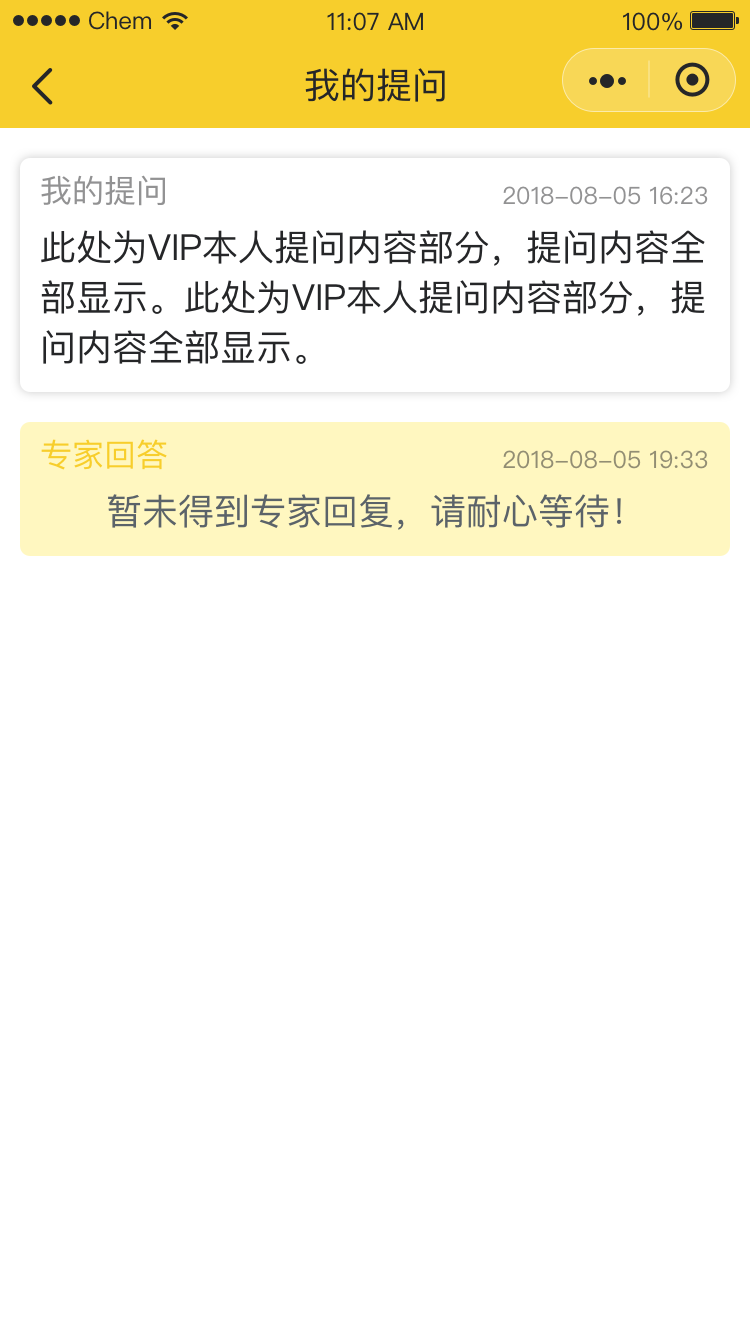 Chem 11:07 AM 100%
我的提问
我的提问 2018-08-05 16:23
此处为VIP本人提问内容部分，提问内容全
部显示。此处为VIP本人提问内容部分，提
问内容全部显示。
专家回答 2018-08-05 19:33
暂未得到专家回复，请耐心等待！